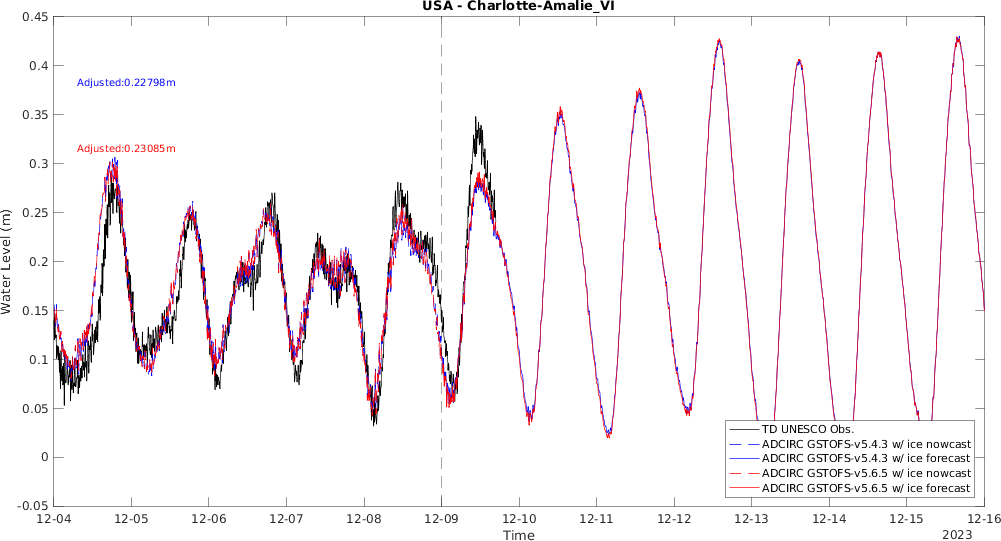 USA - Charlotte-Amalie_VI
0.45
0.4
0.35
0.3
0.25
0.2
0.15
0.1
0.05
0
-0.05
Water Level (m)
Adjusted:0.22798m
Adjusted:0.23085m
TD UNESCO Obs.
ADCIRC GSTOFS-v5.4.3 w/ ice nowcast
ADCIRC GSTOFS-v5.4.3 w/ ice forecast
ADCIRC GSTOFS-v5.6.5 w/ ice nowcast
ADCIRC GSTOFS-v5.6.5 w/ ice forecast
12-04 12-05 12-06 12-07 12-08 12-09 12-10 12-11 12-12 12-13 12-14 12-15 12-16
Time
2023